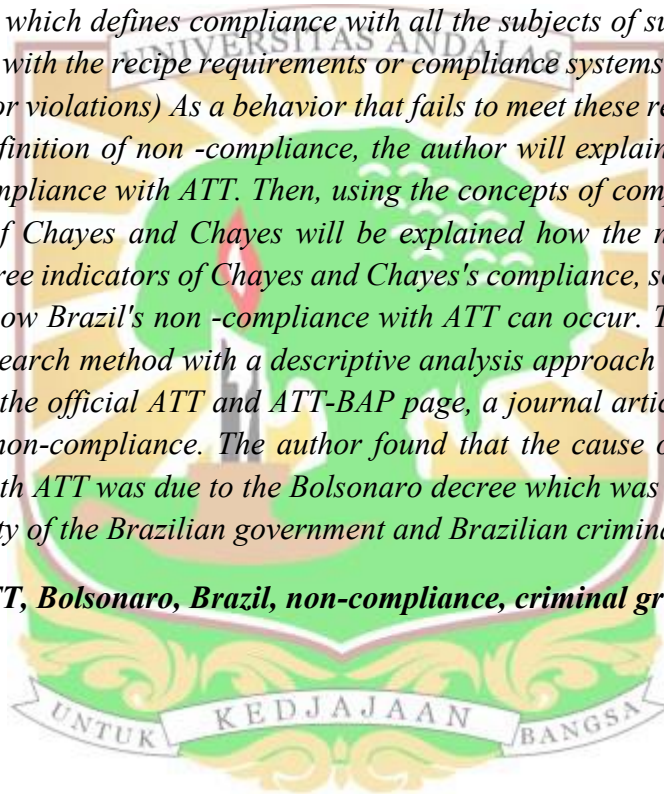 which defines compliance with all the subjects of su
UNIVERSITAS ANDALAS
with the recipe requirements or compliance systems
or violations) As a behavior that fails to meet these re
finition of non -compliance, the author will explain
mpliance with ATT. Then, using the concepts of com
f Chayes and Chayes will be explained how the n
ree indicators of Chayes and Chayes's compliance, s
ow Brazil's non -compliance with ATT can occur. T
search method with a descriptive analysis approach
the official ATT and ATT-BAP page, a journal artic
non-compliance. The author found that the cause o
th ATT was due to the Bolsonaro decree which was
ty of the Brazilian government and Brazilian crimina
TT, Bolsonaro, Brazil, non-compliance, criminal gr
UNTUK KEDJAJAAN BANGSA